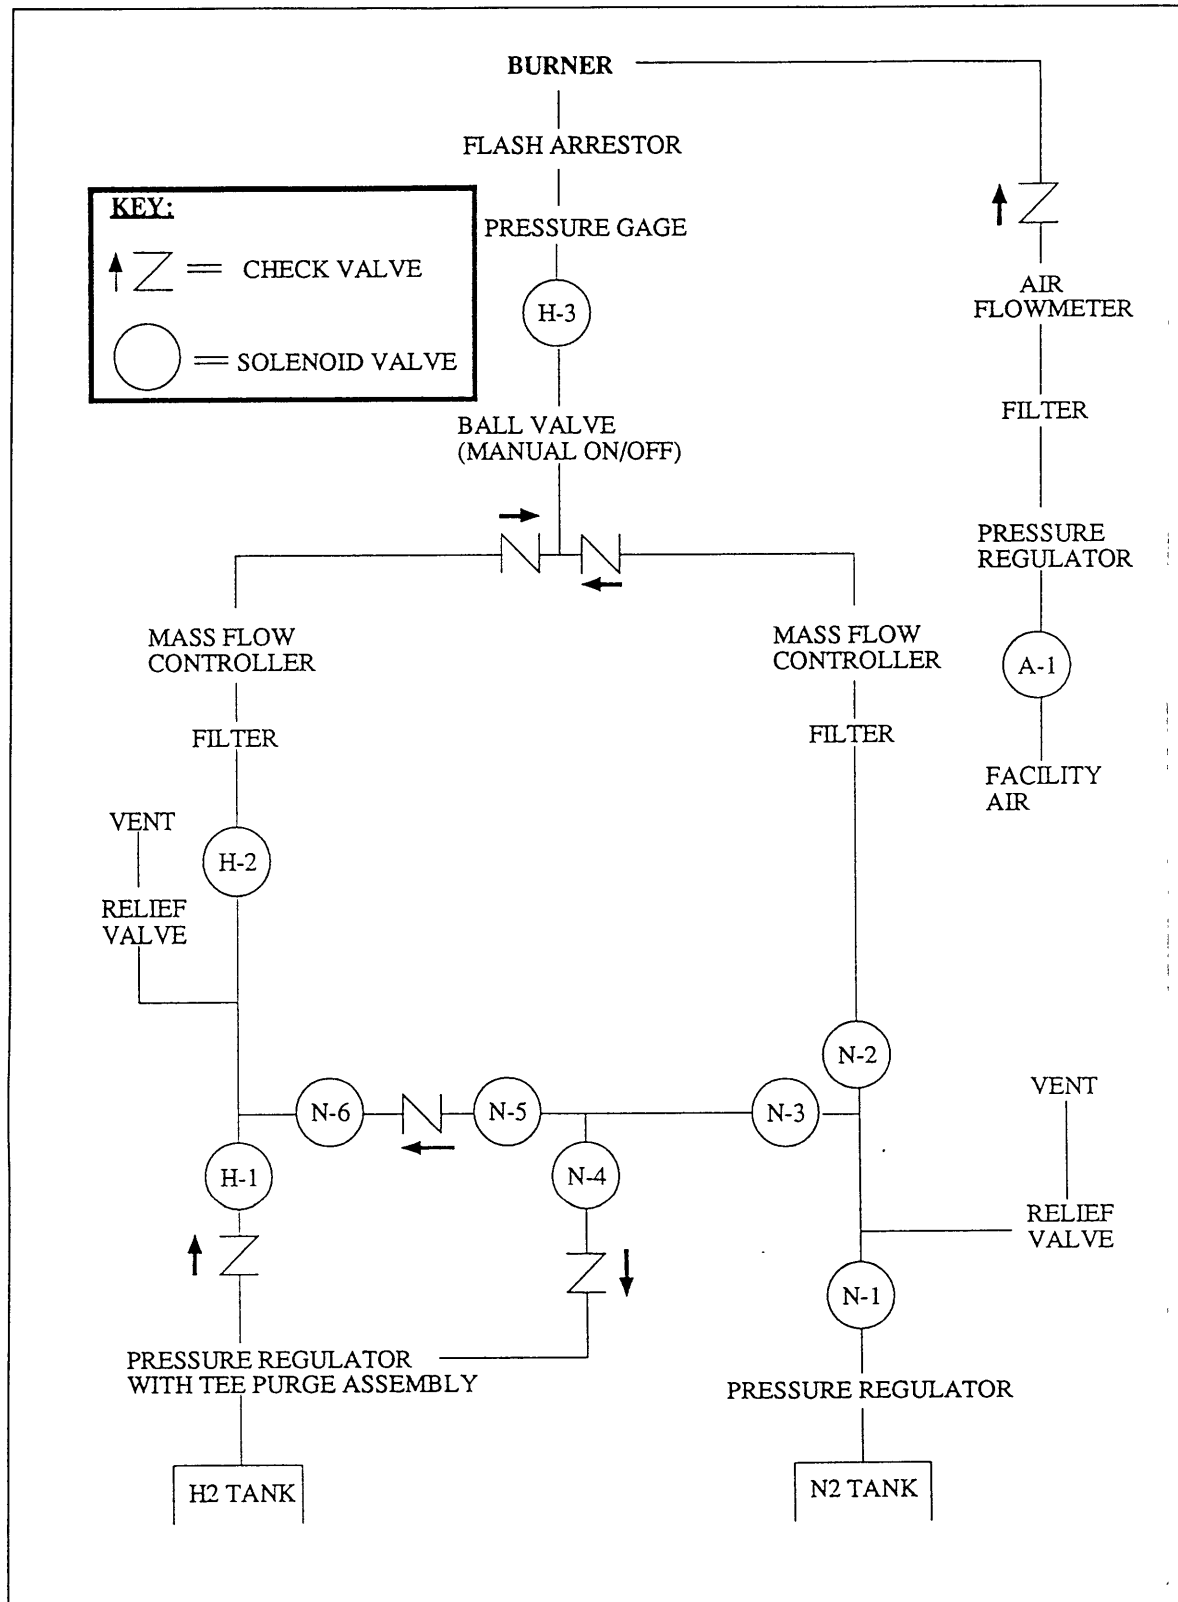 BURNER
FLASH ARRESTOR
KEY:
CHECK VALVE
SOLENOID VALVE
PRESSURE GAGE
H-3
BALL VALVE
(MANUAL ON/OFF)
AIR
FLOWMETER
FILTER
PRESSURE
REGULATOR
A-1
FACILITY
AIR
MASS FLOW
CONTROLLER
FILTER
MASS FLOW
CONTROLLER
FILTER
VENT
H-2
RELIEF
VALVE
N-2
VENT
N-6
N-5
N-3
H-1
N-4
RELIEF
VALVE
N-1
PRESSURE REGULATOR
WITH TEE PURGE ASSEMBLY
PRESSURE REGULATOR
H2 TANK
N2 TANK